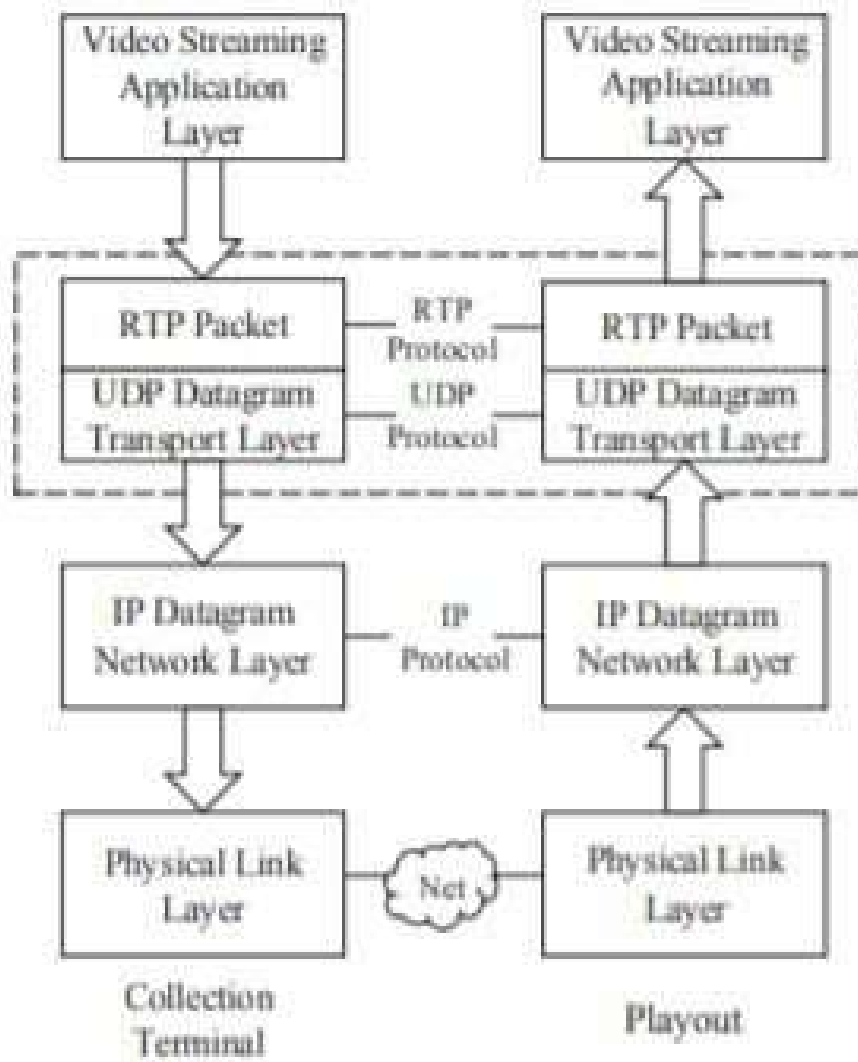 Video Streaming
Application
Layer
Video Streaming
Application
Layer
RTP Packet
RTP
Protocol
RTP Packet
UDP Datagram
Transport Layer
UDP
Protocol
UDP Datagram
Transport Layer
IP Datagram
Network Layer
IP
Protocol
IP Datagram
Network Layer
Physical Link
Layer
Net
Physical Link
Layer
Collection
Terminal
Playout